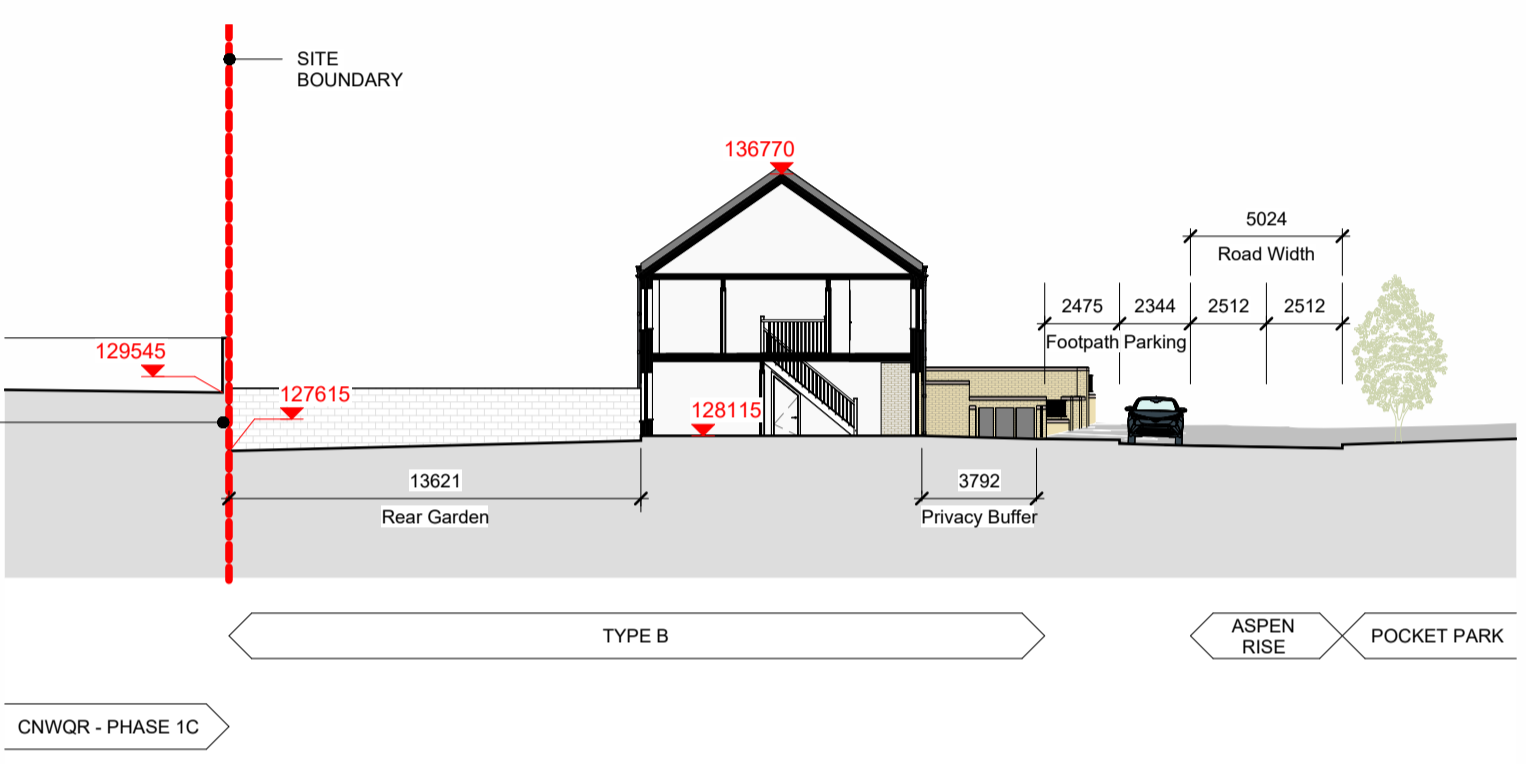 SITE
BOUNDARY
136770
5024
Road Width
2475 2344 2512 2512
Footpath Parking
129545
127615
128115
13621
Rear Garden
3792
Privacy Buffer
TYPE B
ASPEN
RISE
POCKET PARK
CNWQR - PHASE 1C